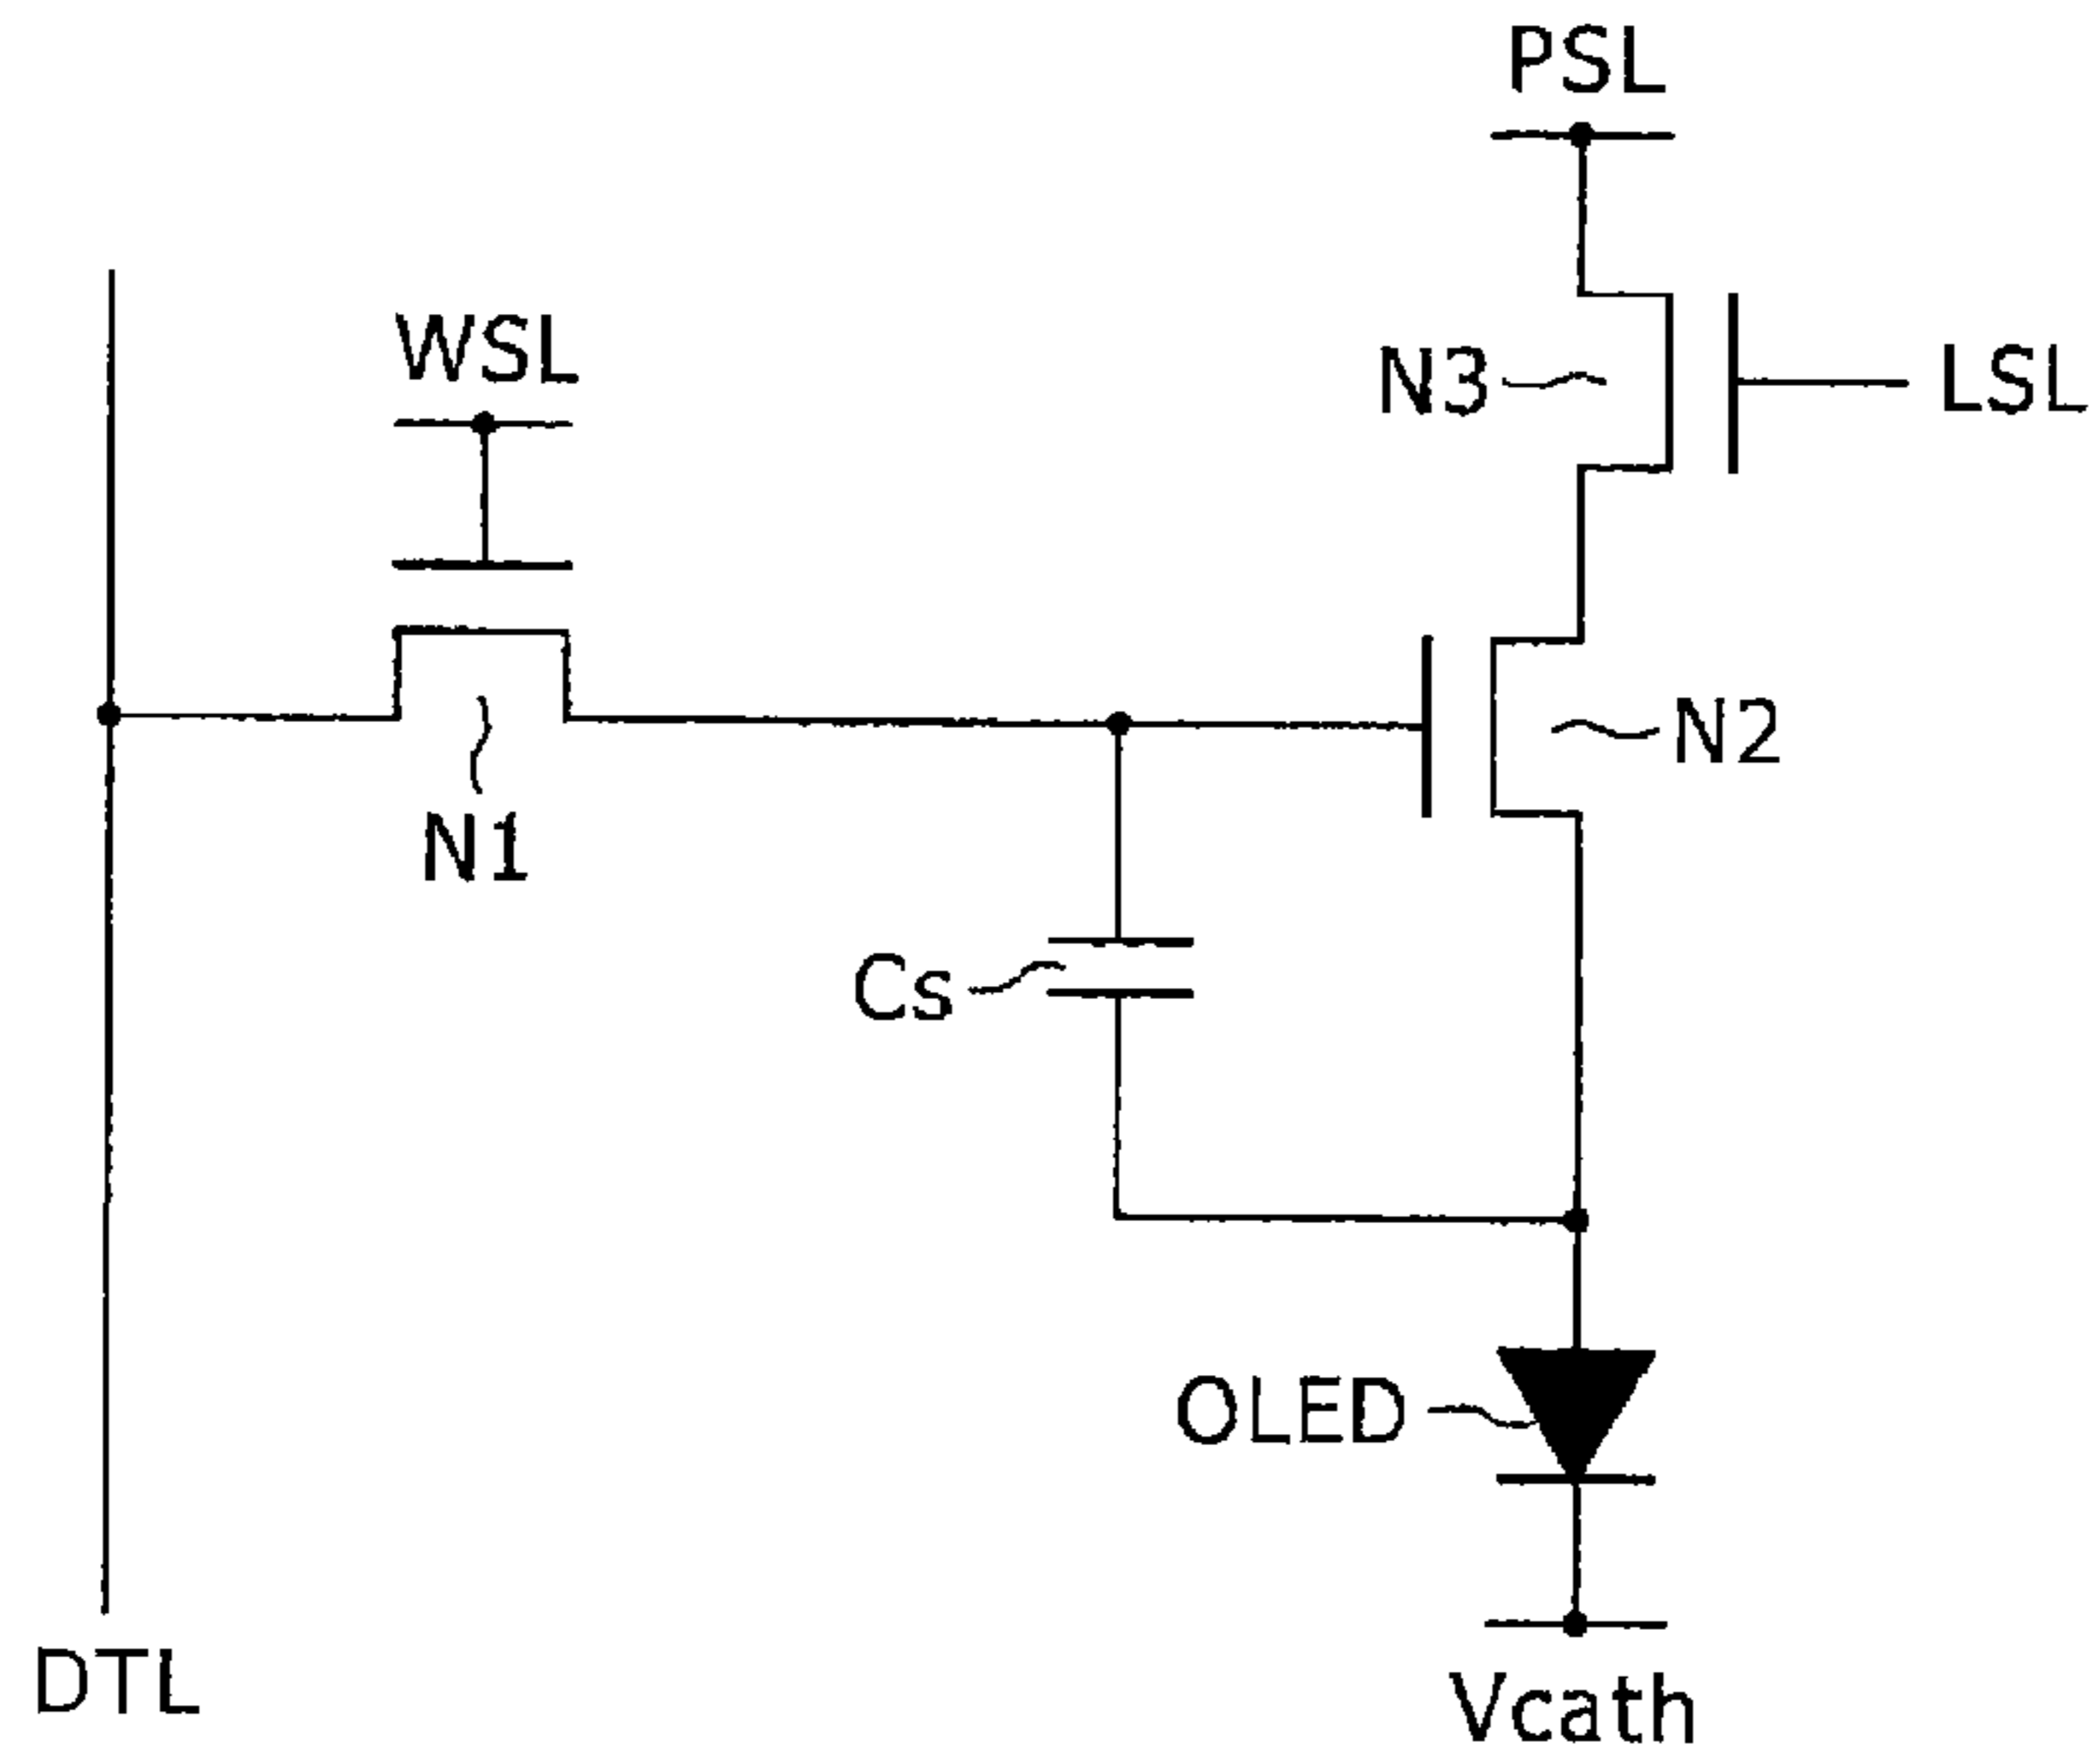 PSL
WSL
N3
LSL
N2
N1
Cs
OLED
DTL
Vcath